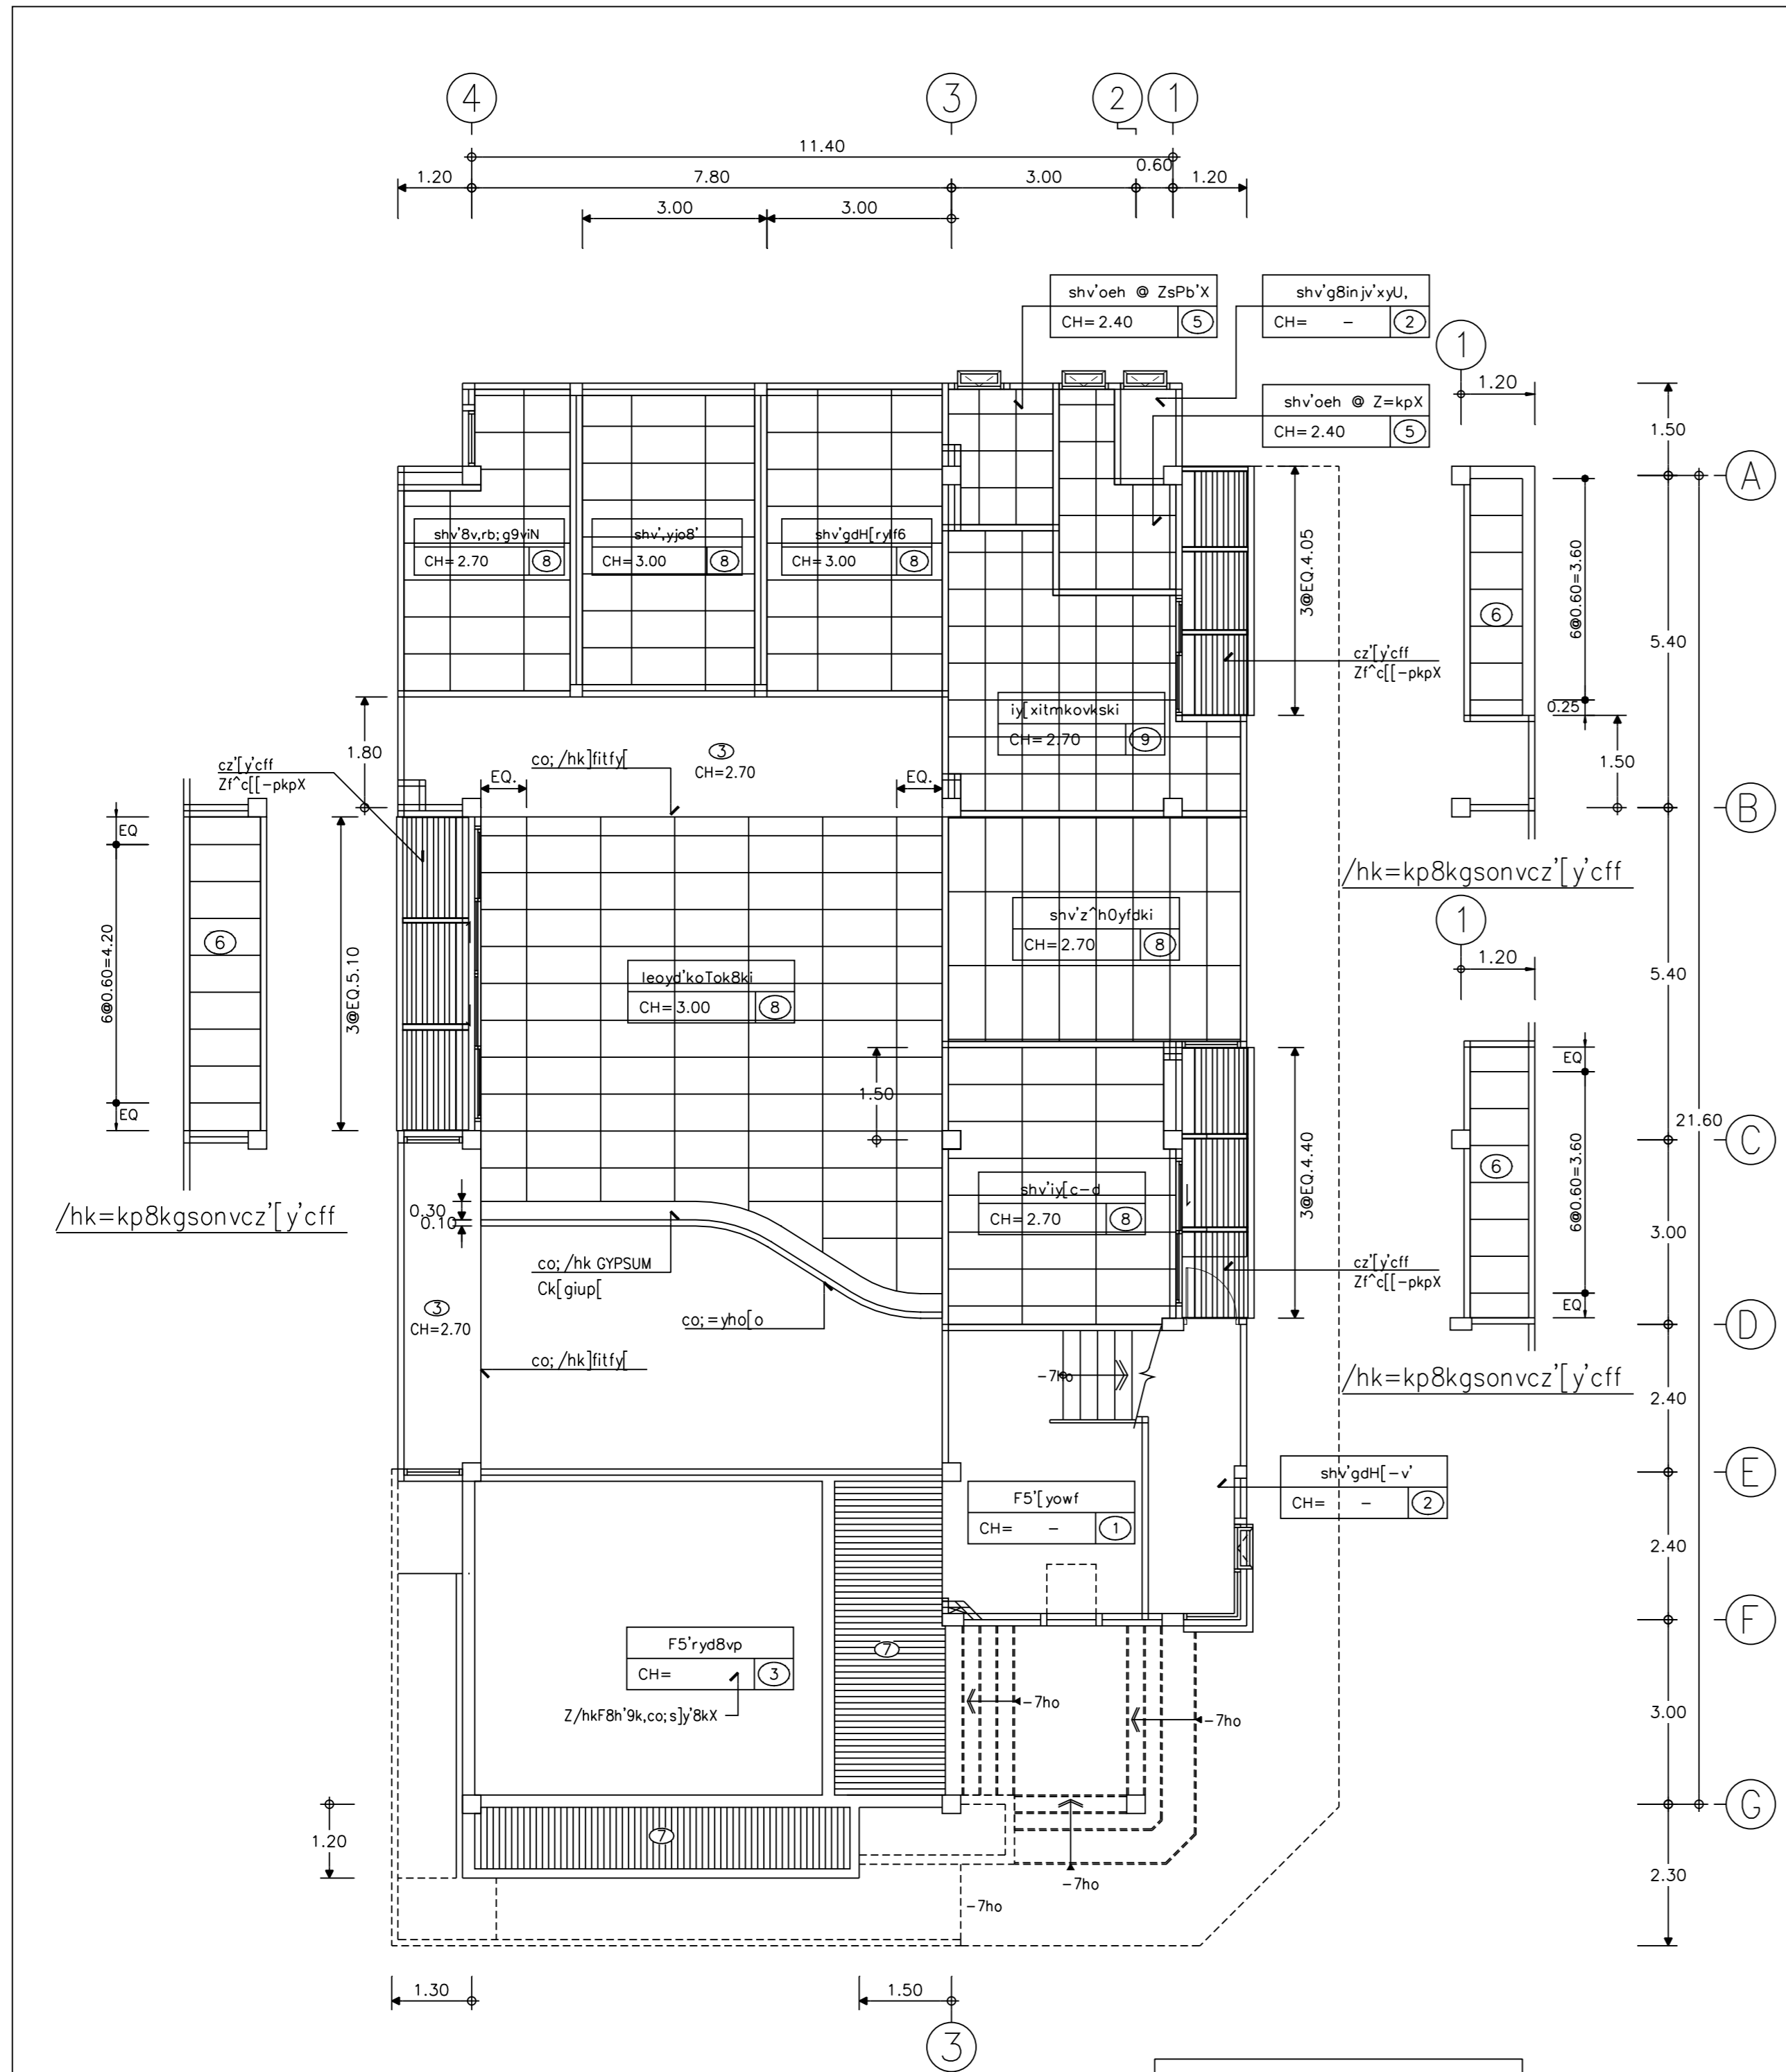 4
3
2
1
11.40
0.60
1.20
7.80
3.00
1.20
3.00
3.00
shv'oeh @ ZsPb'X
CH= 2.40
5
shv'g8injv'xyU,
CH= –
2
1
1.20
shv'oeh @ Z=kpX
CH= 2.40
5
1.50
A
shv'8v,rb; g9viN
CH= 2.70
8
shv',yjo8'
CH= 3.00
8
shv'gdH[rylf6
CH= 3.00
8
3@EQ.4.05
6
6@0.60=3.60
5.40
cz'[y'cff
Zf^c[[-pkpX
iy[xitmkovkski
CH= 2.70
9
0.25
1.80
3
CH=2.70
co; /hk]fitfy[
EQ.
EQ.
cz'[y'cff
Zf^c[[-pkpX
1.50
B
EQ
/hk=kp8kgsonvcz'[y'cff
6@0.60=4.20
6
3@EQ.5.10
shv'z^h0yfdki
CH= 2.70
8
1
1.20
leoyd'koTok8ki
CH= 3.00
8
5.40
EQ
EQ
1.50
3@EQ.4.40
21.60
C
6
6@0.60=3.60
shv'iy[c-d
CH= 2.70
8
/hk=kp8kgsonvcz'[y'cff
0.30
0.10
3.00
co; /hk GYPSUM
Ck[giup[
cz'[y'cff
Zf^c[[-pkpX
EQ
3
CH=2.70
co; =yho[o
D
co; /hk]fitfy[
-7ho
/hk=kp8kgsonvcz'[y'cff
2.40
shv'gdH[-v'
CH= –
2
E
F5'[yowf
CH= –
1
2.40
F
F5'ryd8vp
CH=
3
7
Z/hkF8h'9k,co; s]y'8kX
-7ho
-7ho
3.00
G
1.20
7
-7ho
-7ho
2.30
1.30
1.50
3